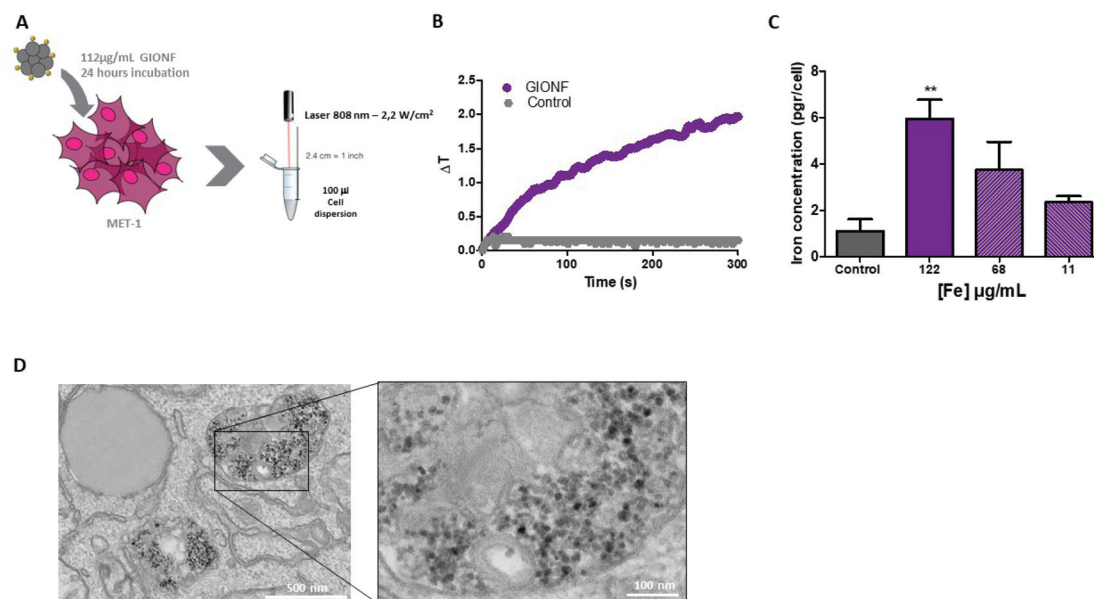 A
112µg/mL GIONF
24 hours incubation
MET-1
Laser 808 nm – 2,2 W/cm²
2.4 cm = 1 inch
100 µl
Cell
dispersion
B
GIONF
Control
ΔT
2.5
2.0
1.5
1.0
0.5
0.0
0
100
200
300
Time (s)
C
Iron concentration (pgr/cell)
8
6
4
2
0
**
Control
122
68
11
[Fe] µg/mL
D
500 nm
100 nm